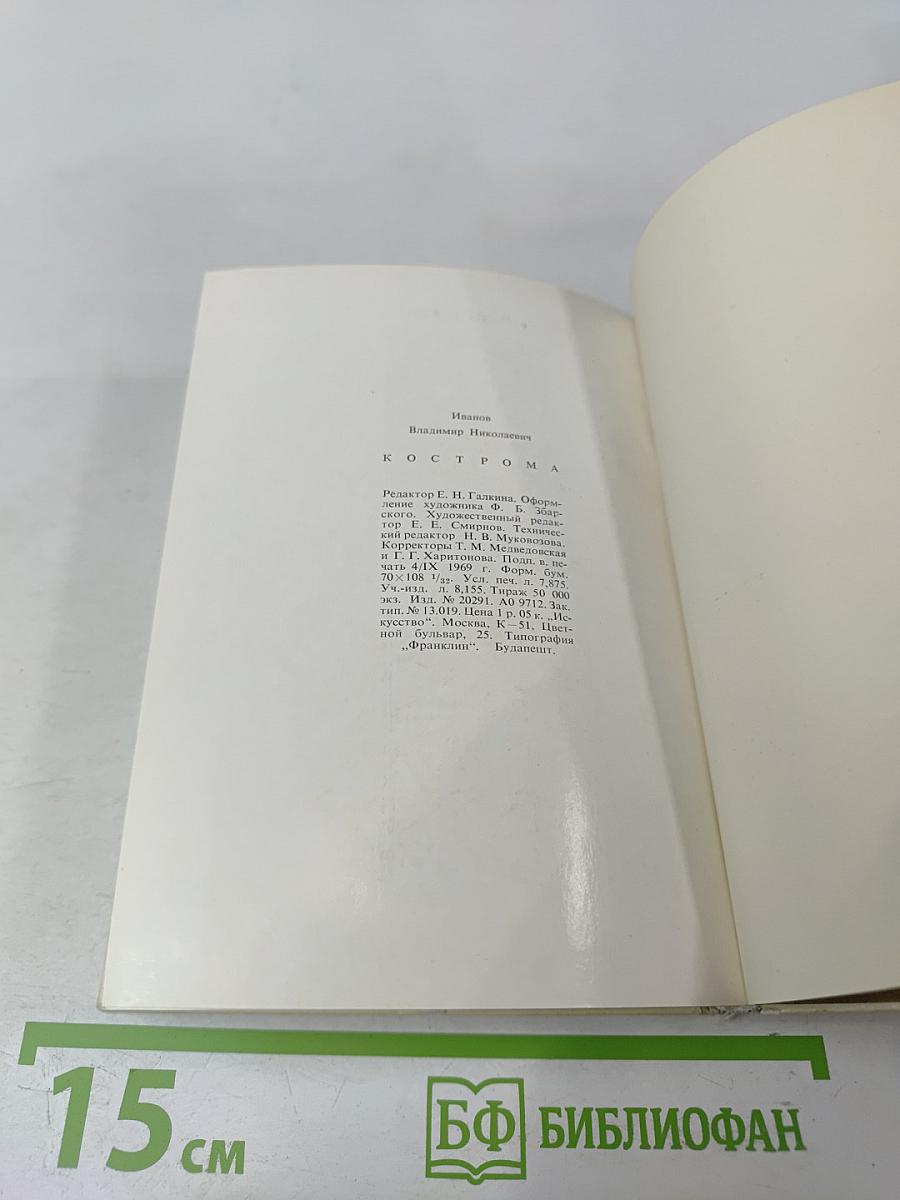 Иванов
Владимир Николаевич
КОСТРОМА
Редактор Е. Н. Галкина. Оформ-
ление художника Ф. Б. Збар-
ского. Художественный редак-
тор Е. Е. Смирнов. Техничес-
кий редактор Н. В. Муковозова.
Корректоры Т. М. Медведовская
и Г. Г. Харитонова. Подп. в. пе-
чать 4/IX 1969 г. Форм. бум.
70×108 1/32. Усл. печ. л. 7,875.
Уч.-изд. л. 8,155. Тираж 50 000
экз. Изд. № 20291. А0 9712. Зак.
тип. № 13.019. Цена 1 р. 05 к. „Ис-
кусство“. Москва, К—51, Цвет-
ной бульвар, 25. Типография
„Франклин“. Будапешт.
15 см
БФ БИБЛИОФАН